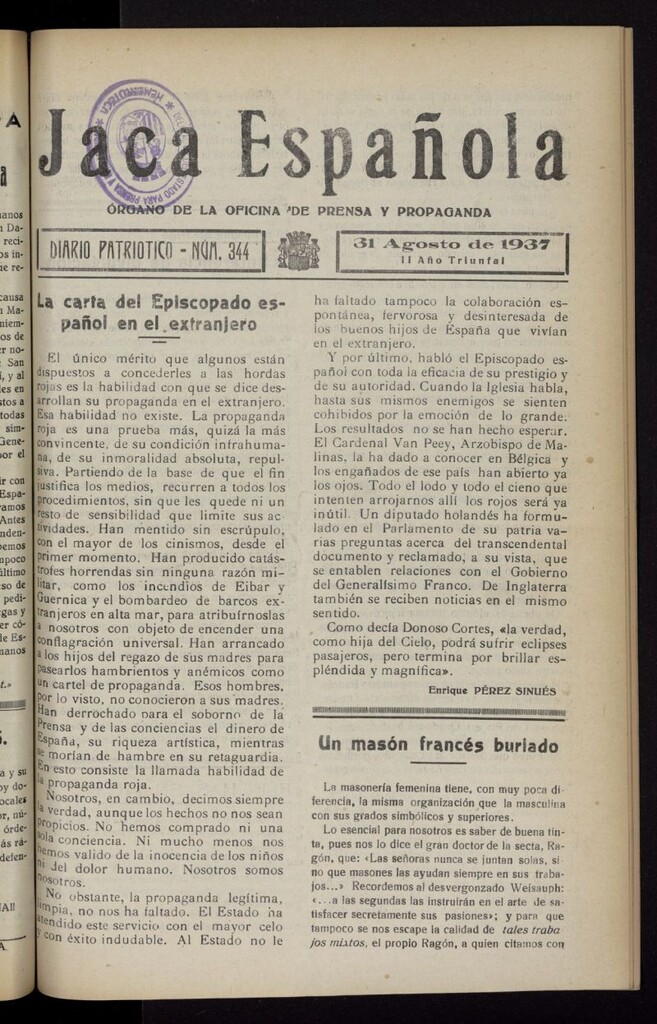 Jaca Española
ÓRGANO DE LA OFICINA DE PRENSA Y PROPAGANDA
DIARIO PATRIOTICO - NÚM. 344
31 Agosto de 1937
II Año Triunfal
La carta del Episcopado es-
pañol en el extranjero
El único mérito que algunos están
dispuestos a concederles a las hordas
rojas es la habilidad con que se dice des-
arrollan su propaganda en el extranjero.
Esa habilidad no existe. La propaganda
roja es una prueba más, quizá la más
convincente, de su condición infrahuma-
na, de su inmoralidad absoluta, repul-
siva. Partiendo de la base de que el fin
justifica los medios, recurren a todos los
procedimientos, sin que les quede ni un
resto de sensibilidad que limite sus ac-
tividades. Han mentido sin escrúpulo,
con el mayor de los cinismos, desde el
primer momento. Han producido catás-
trofes horrendas sin ninguna razón mi-
litar, como los incendios de Eibar y
Guernica y el bombardeo de barcos ex-
tranjeros en alta mar, para atribuírnoslas
a nosotros con objeto de encender una
conflagración universal. Han arrancado
a los hijos del regazo de sus madres para
pasearlos hambrientos y anémicos como
un cartel de propaganda. Esos hombres,
por lo visto, no conocieron a sus madres.
Han derrochado para el soborno de la
Prensa y de las conciencias el dinero de
España, su riqueza artística, mientras
se morían de hambre en su retaguardia.
En esto consiste la llamada habilidad de
la propaganda roja.
Nosotros, en cambio, decimos siempre
la verdad, aunque los hechos no nos sean
propicios. No hemos comprado ni una
sola conciencia. Ni mucho menos nos
hemos valido de la inocencia de los niños
ni del dolor humano. Nosotros somos
nosotros.
No obstante, la propaganda legítima,
limpia, no nos ha faltado. El Estado ha
atendido este servicio con el mayor celo
y con éxito indudable. Al Estado no le
ha faltado tampoco la colaboración es-
pontánea, fervorosa y desinteresada de
los buenos hijos de España que vivían
en el extranjero.
Y por último, habló el Episcopado es-
pañol con toda la eficacia de su prestigio y
de su autoridad. Cuando la Iglesia habla,
hasta sus mismos enemigos se sienten
cohibidos por la emoción de lo grande.
Los resultados no se han hecho esperar.
El Cardenal Van Peey, Arzobispo de Ma-
linas, la ha dado a conocer en Bélgica y
los engañados de ese país han abierto ya
los ojos. Todo el lodo y todo el cieno que
intenten arrojarnos allí los rojos será ya
inútil. Un diputado holandés ha formu-
lado en el Parlamento de su patria va-
rias preguntas acerca del transcendental
documento y reclamado, a su vista, que
se entablen relaciones con el Gobierno
del Generalísimo Franco. De Inglaterra
también se reciben noticias en el mismo
sentido.
Como decía Donoso Cortes, «la verdad,
como hija del Cielo, podrá sufrir eclipses
pasajeros, pero termina por brillar es-
pléndida y magnífica».
Enrique PÉREZ SINUÉS
Un masón francés burlado
La masonería femenina tiene, con muy poca di
ferencia, la misma organización que la masculina
con sus grados simbólicos y superiores.
Lo esencial para nosotros es saber de buena tin-
ta, pues nos lo dice el gran doctor de la secta, Ra-
gón, que: «Las señoras nunca se juntan solas, si
no que masones las ayudan siempre en sus traba-
jos...» Recordemos al desvergonzado Weisauph:
«...a las segundas las instruirán en el arte de sa-
tisfacer secretamente sus pasiones»; y para que
tampoco se nos escape la calidad de tales traba
jos mixtos, el propio Ragón, a quien citamos con